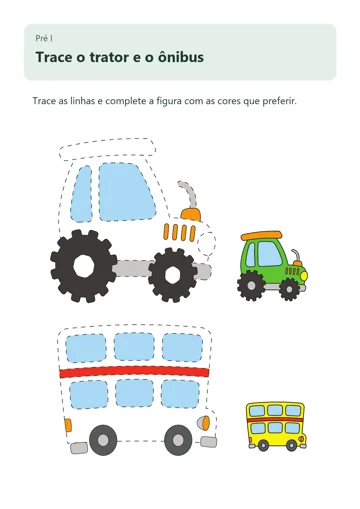 Pré I
Trace o trator e o ônibus
Trace as linhas e complete a figura com as cores que preferir.